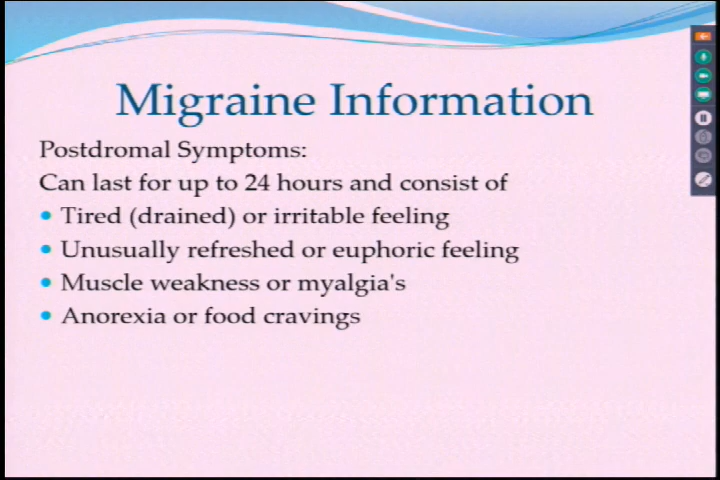 Migraine Information
Postdromal Symptoms:
Can last for up to 24 hours and consist of
Tired (drained) or irritable feeling
Unusually refreshed or euphoric feeling
Muscle weakness or myalgia's
Anorexia or food cravings